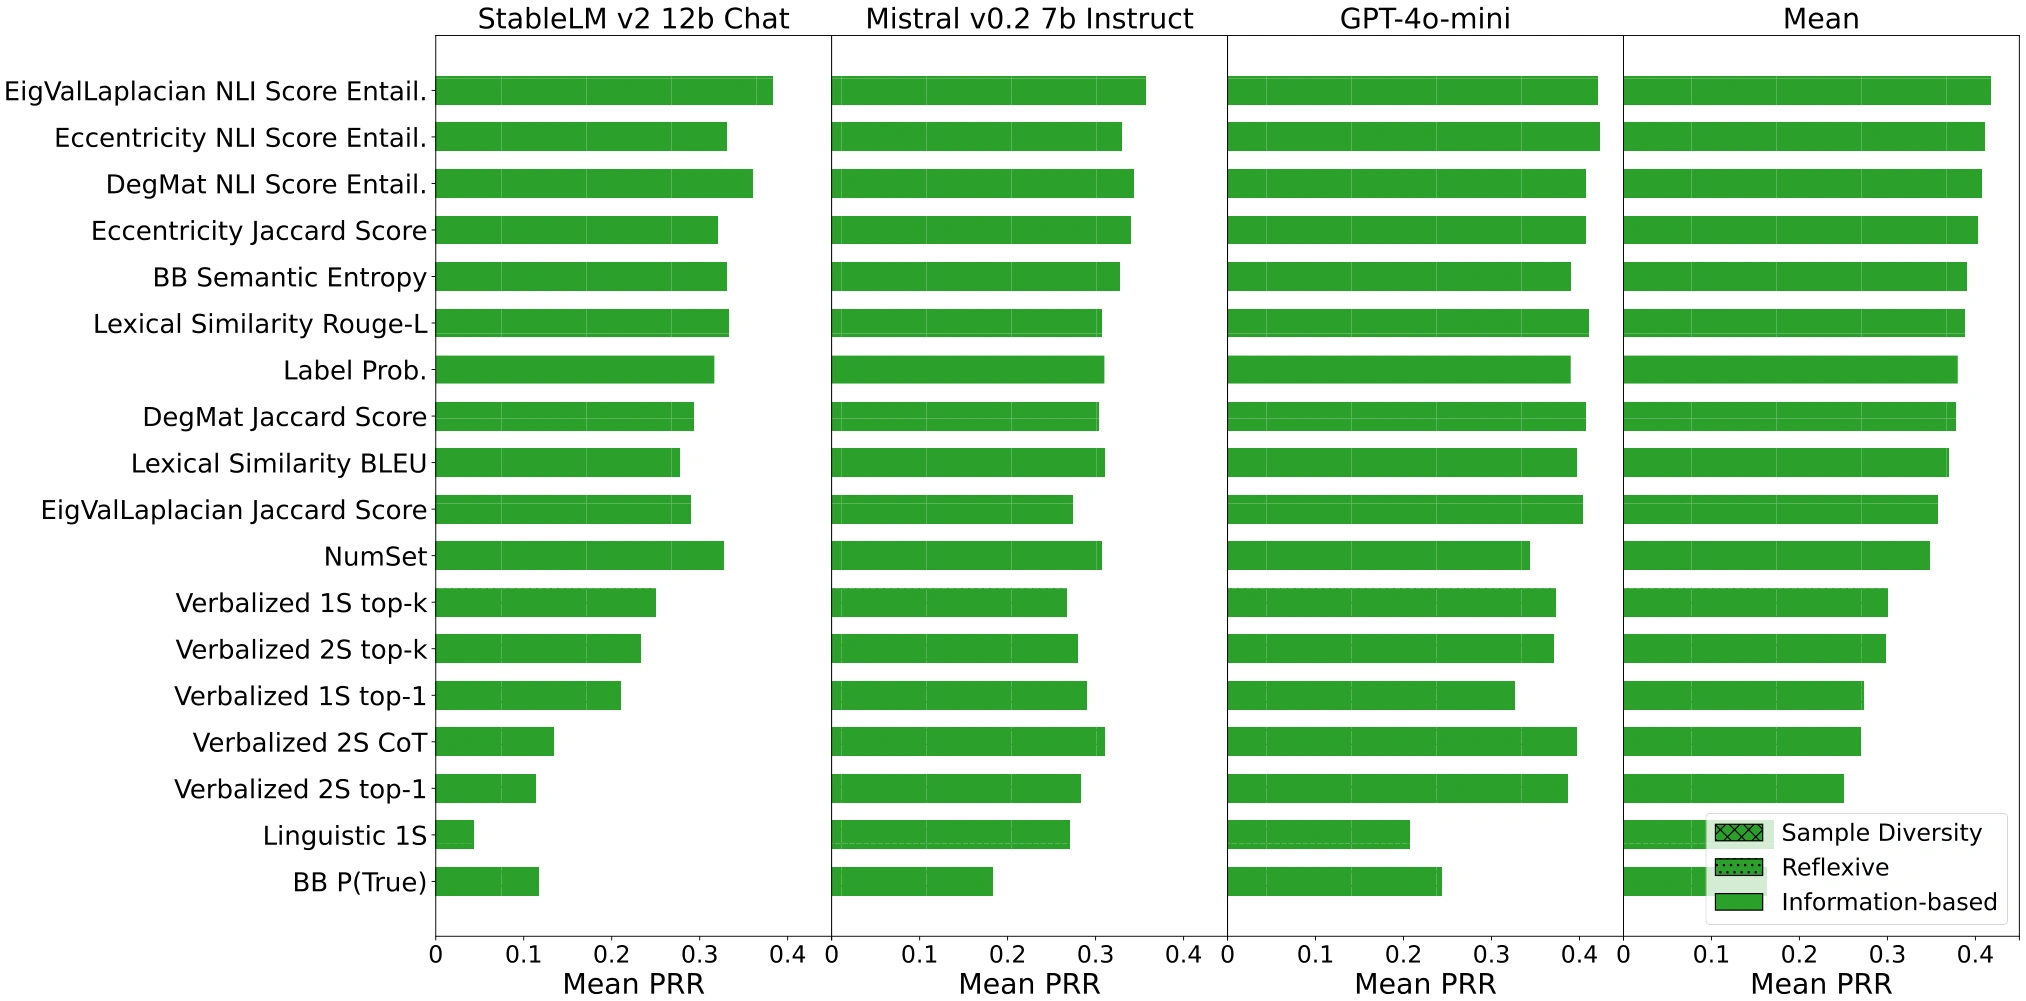 StableLM v2 12b Chat
Mistral v0.2 7b Instruct
GPT-4o-mini
Mean
EigValLaplacian NLI Score Entail.
Eccentricity NLI Score Entail.
DegMat NLI Score Entail.
Eccentricity Jaccard Score
BB Semantic Entropy
Lexical Similarity Rouge-L
Label Prob.
DegMat Jaccard Score
Lexical Similarity BLEU
EigValLaplacian Jaccard Score
NumSet
Verbalized 1S top-k
Verbalized 2S top-k
Verbalized 1S top-1
Verbalized 2S CoT
Verbalized 2S top-1
Linguistic 1S
BB P(True)
Sample Diversity
Reflexive
Information-based
0 0.1 0.2 0.3 0.4
0 0.1 0.2 0.3 0.4
0 0.1 0.2 0.3 0.4
0 0.1 0.2 0.3 0.4
Mean PRR
Mean PRR
Mean PRR
Mean PRR